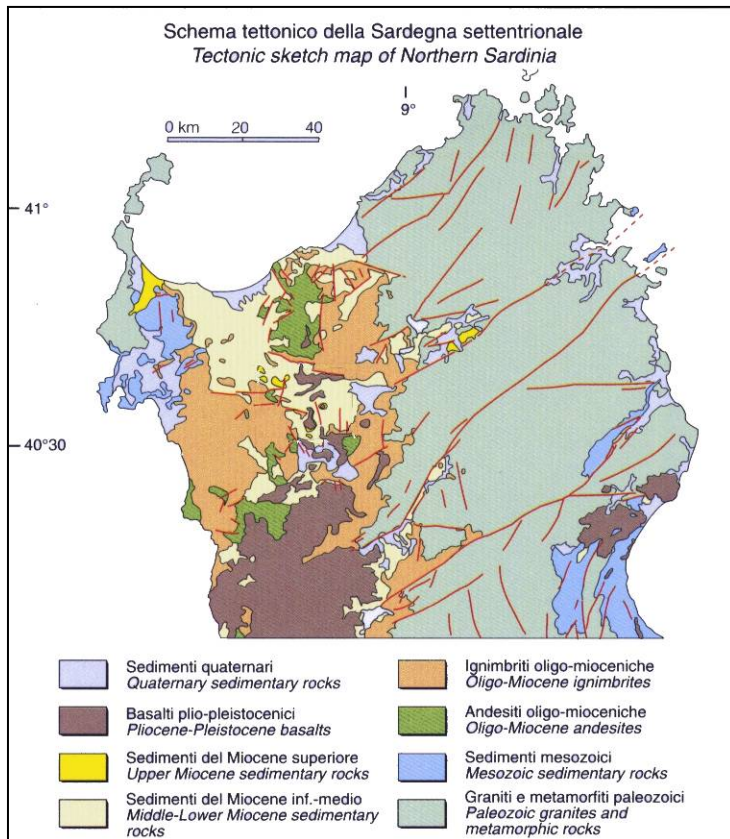 Schema tettonico della Sardegna settentrionale
Tectonic sketch map of Northern Sardinia
9°
0 km 20 40
41°
40°30
Sedimenti quaternari
Quaternary sedimentary rocks
Basalti plio-pleistocenici
Pliocene-Pleistocene basalts
Sedimenti del Miocene superiore
Upper Miocene sedimentary rocks
Sedimenti del Miocene inf.-medio
Middle-Lower Miocene sedimentary
rocks
Ignimbriti oligo-mioceniche
Oligo-Miocene ignimbrites
Andesiti oligo-mioceniche
Oligo-Miocene andesites
Sedimenti mesozoici
Mesozoic sedimentary rocks
Graniti e metamorfiti paleozoici
Paleozoic granites and
metamorphic rocks